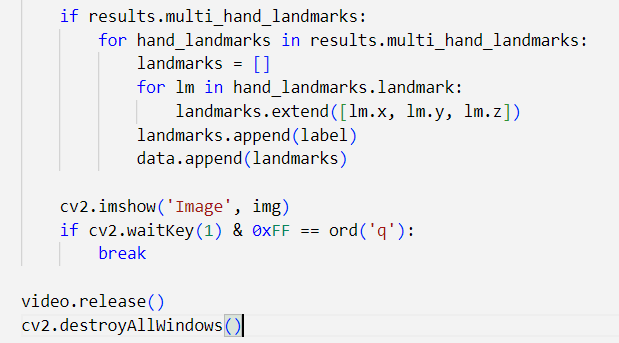 if results.multi_hand_landmarks:
for hand_landmarks in results.multi_hand_landmarks:
landmarks = []
for lm in hand_landmarks.landmark:
landmarks.extend([lm.x, lm.y, lm.z])
landmarks.append(label)
data.append(landmarks)
cv2.imshow('Image', img)
if cv2.waitKey(1) & 0xFF == ord('q'):
break
video.release()
cv2.destroyAllWindows()